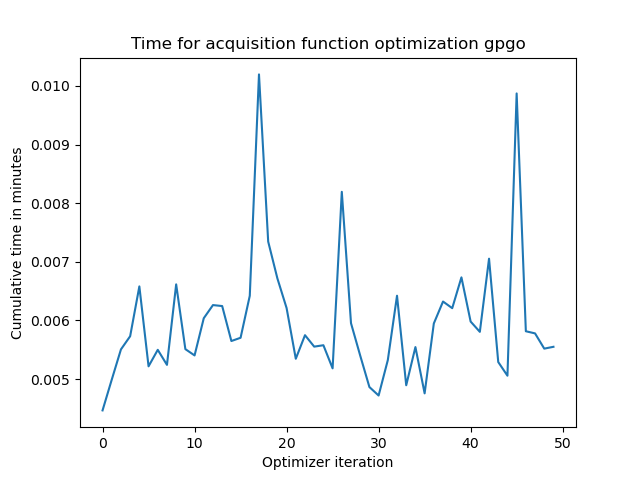 Time for acquisition function optimization gpgo
Cumulative time in minutes
0.010
0.009
0.008
0.007
0.006
0.005
0 10 20 30 40 50
Optimizer iteration